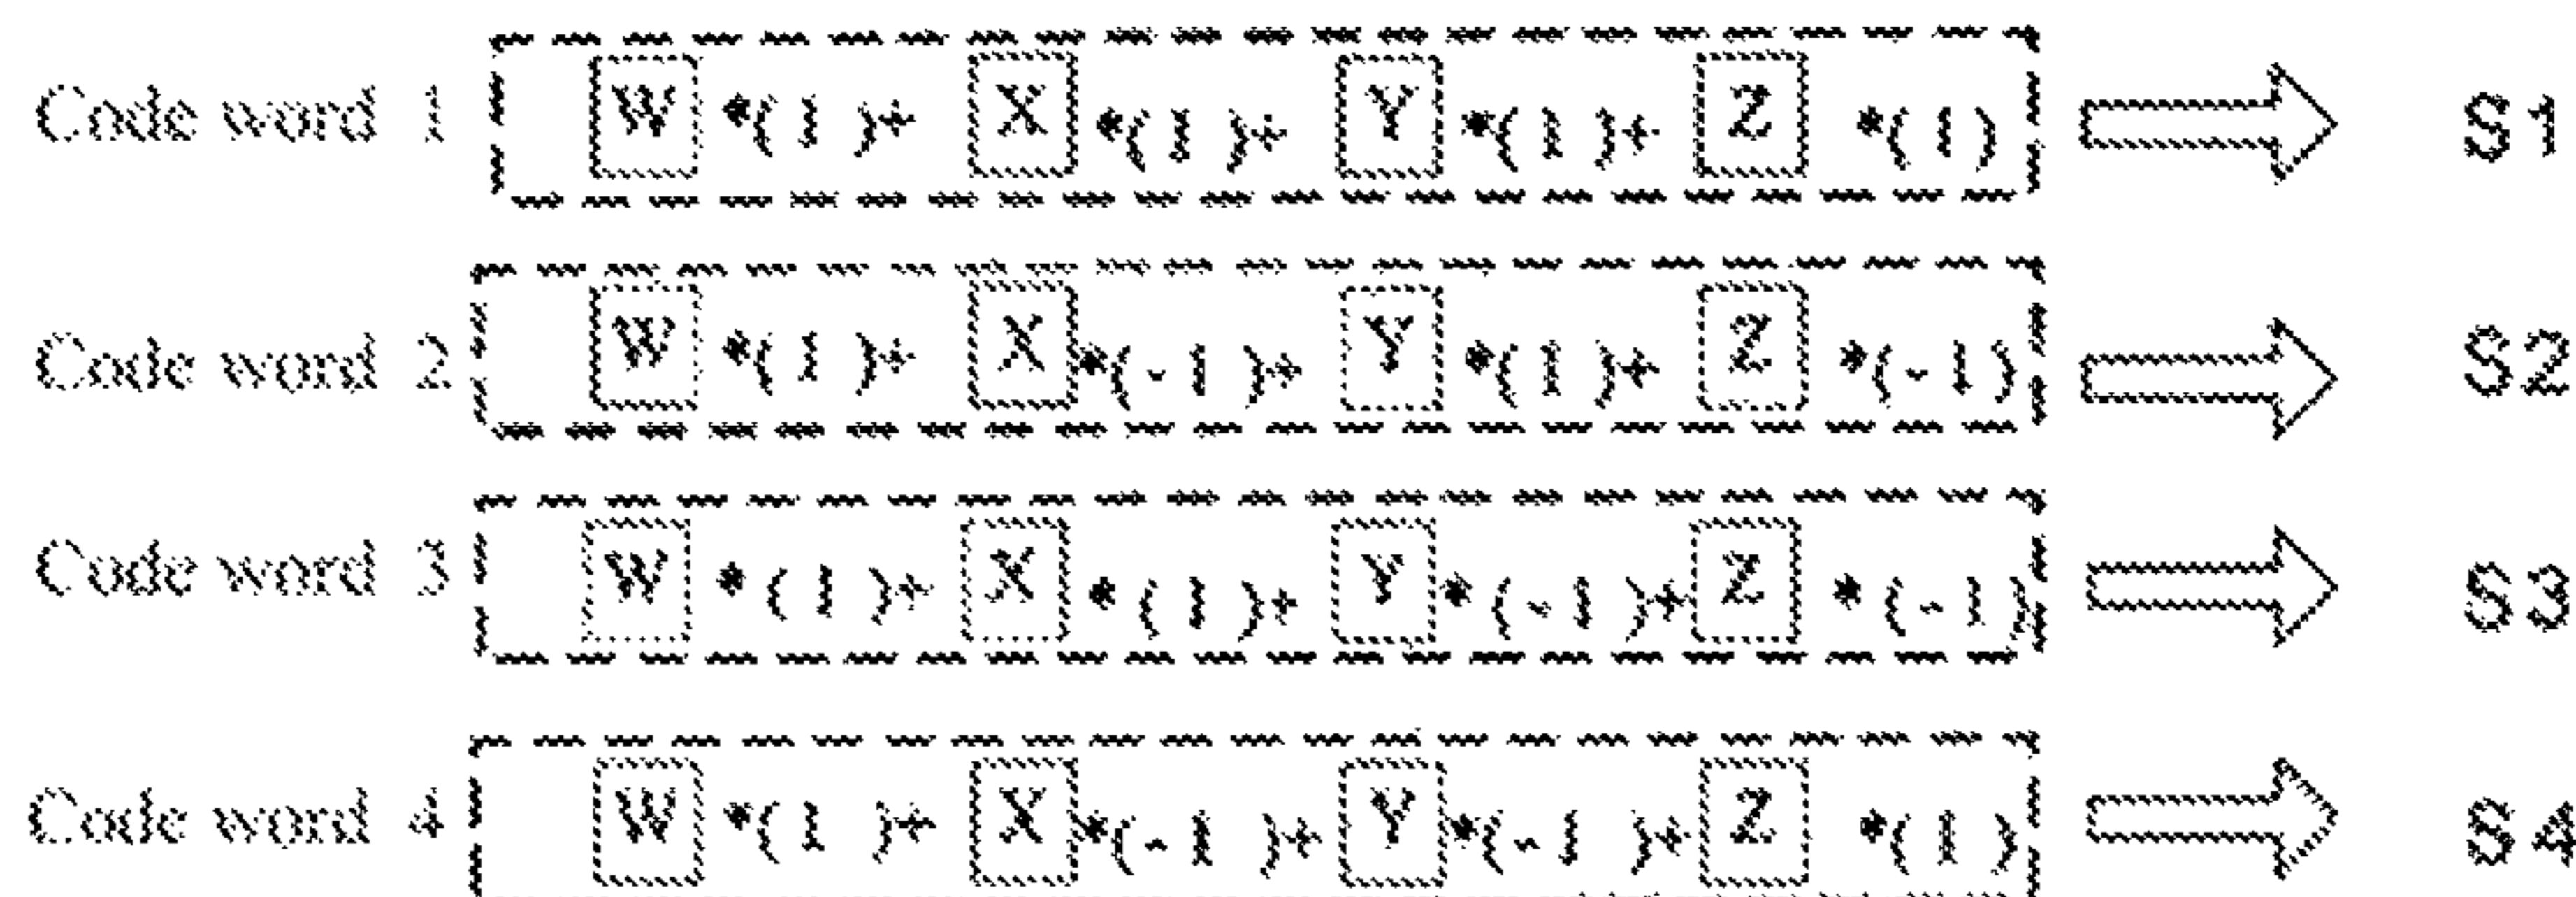 Code word 1 W *(1)+ X *(1)+ Y *(1)+ Z *(1) S1
Code word 2 W *(1)+ X *(-1)+ Y *(1)+ Z *(-1) S2
Code word 3 W *(1)+ X *(1)+ Y *(-1)+ Z *(-1) S3
Code word 4 W *(1)+ X *(-1)+ Y *(-1)+ Z *(1) S4